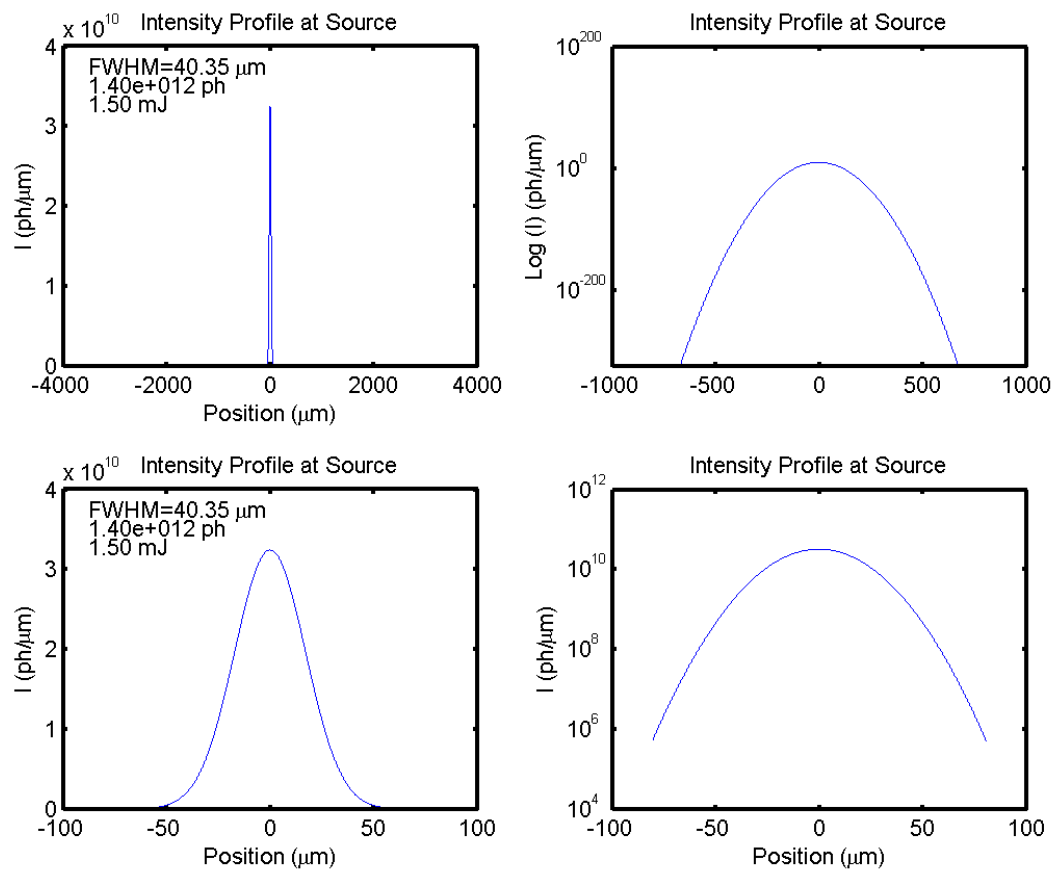 Intensity Profile at Source
x 10^10
FWHM=40.35 μm
1.40e+012 ph
1.50 mJ
I (ph/μm)
4
3
2
1
0
-4000 -2000 0 2000 4000
Position (μm)
Intensity Profile at Source
Log (I) (ph/μm)
10^200
10^0
10^-200
-1000 -500 0 500 1000
Intensity Profile at Source
x 10^10
FWHM=40.35 μm
1.40e+012 ph
1.50 mJ
I (ph/μm)
4
3
2
1
0
-100 -50 0 50 100
Position (μm)
Intensity Profile at Source
I (ph/μm)
10^12
10^10
10^8
10^6
10^4
-100 -50 0 50 100
Position (μm)